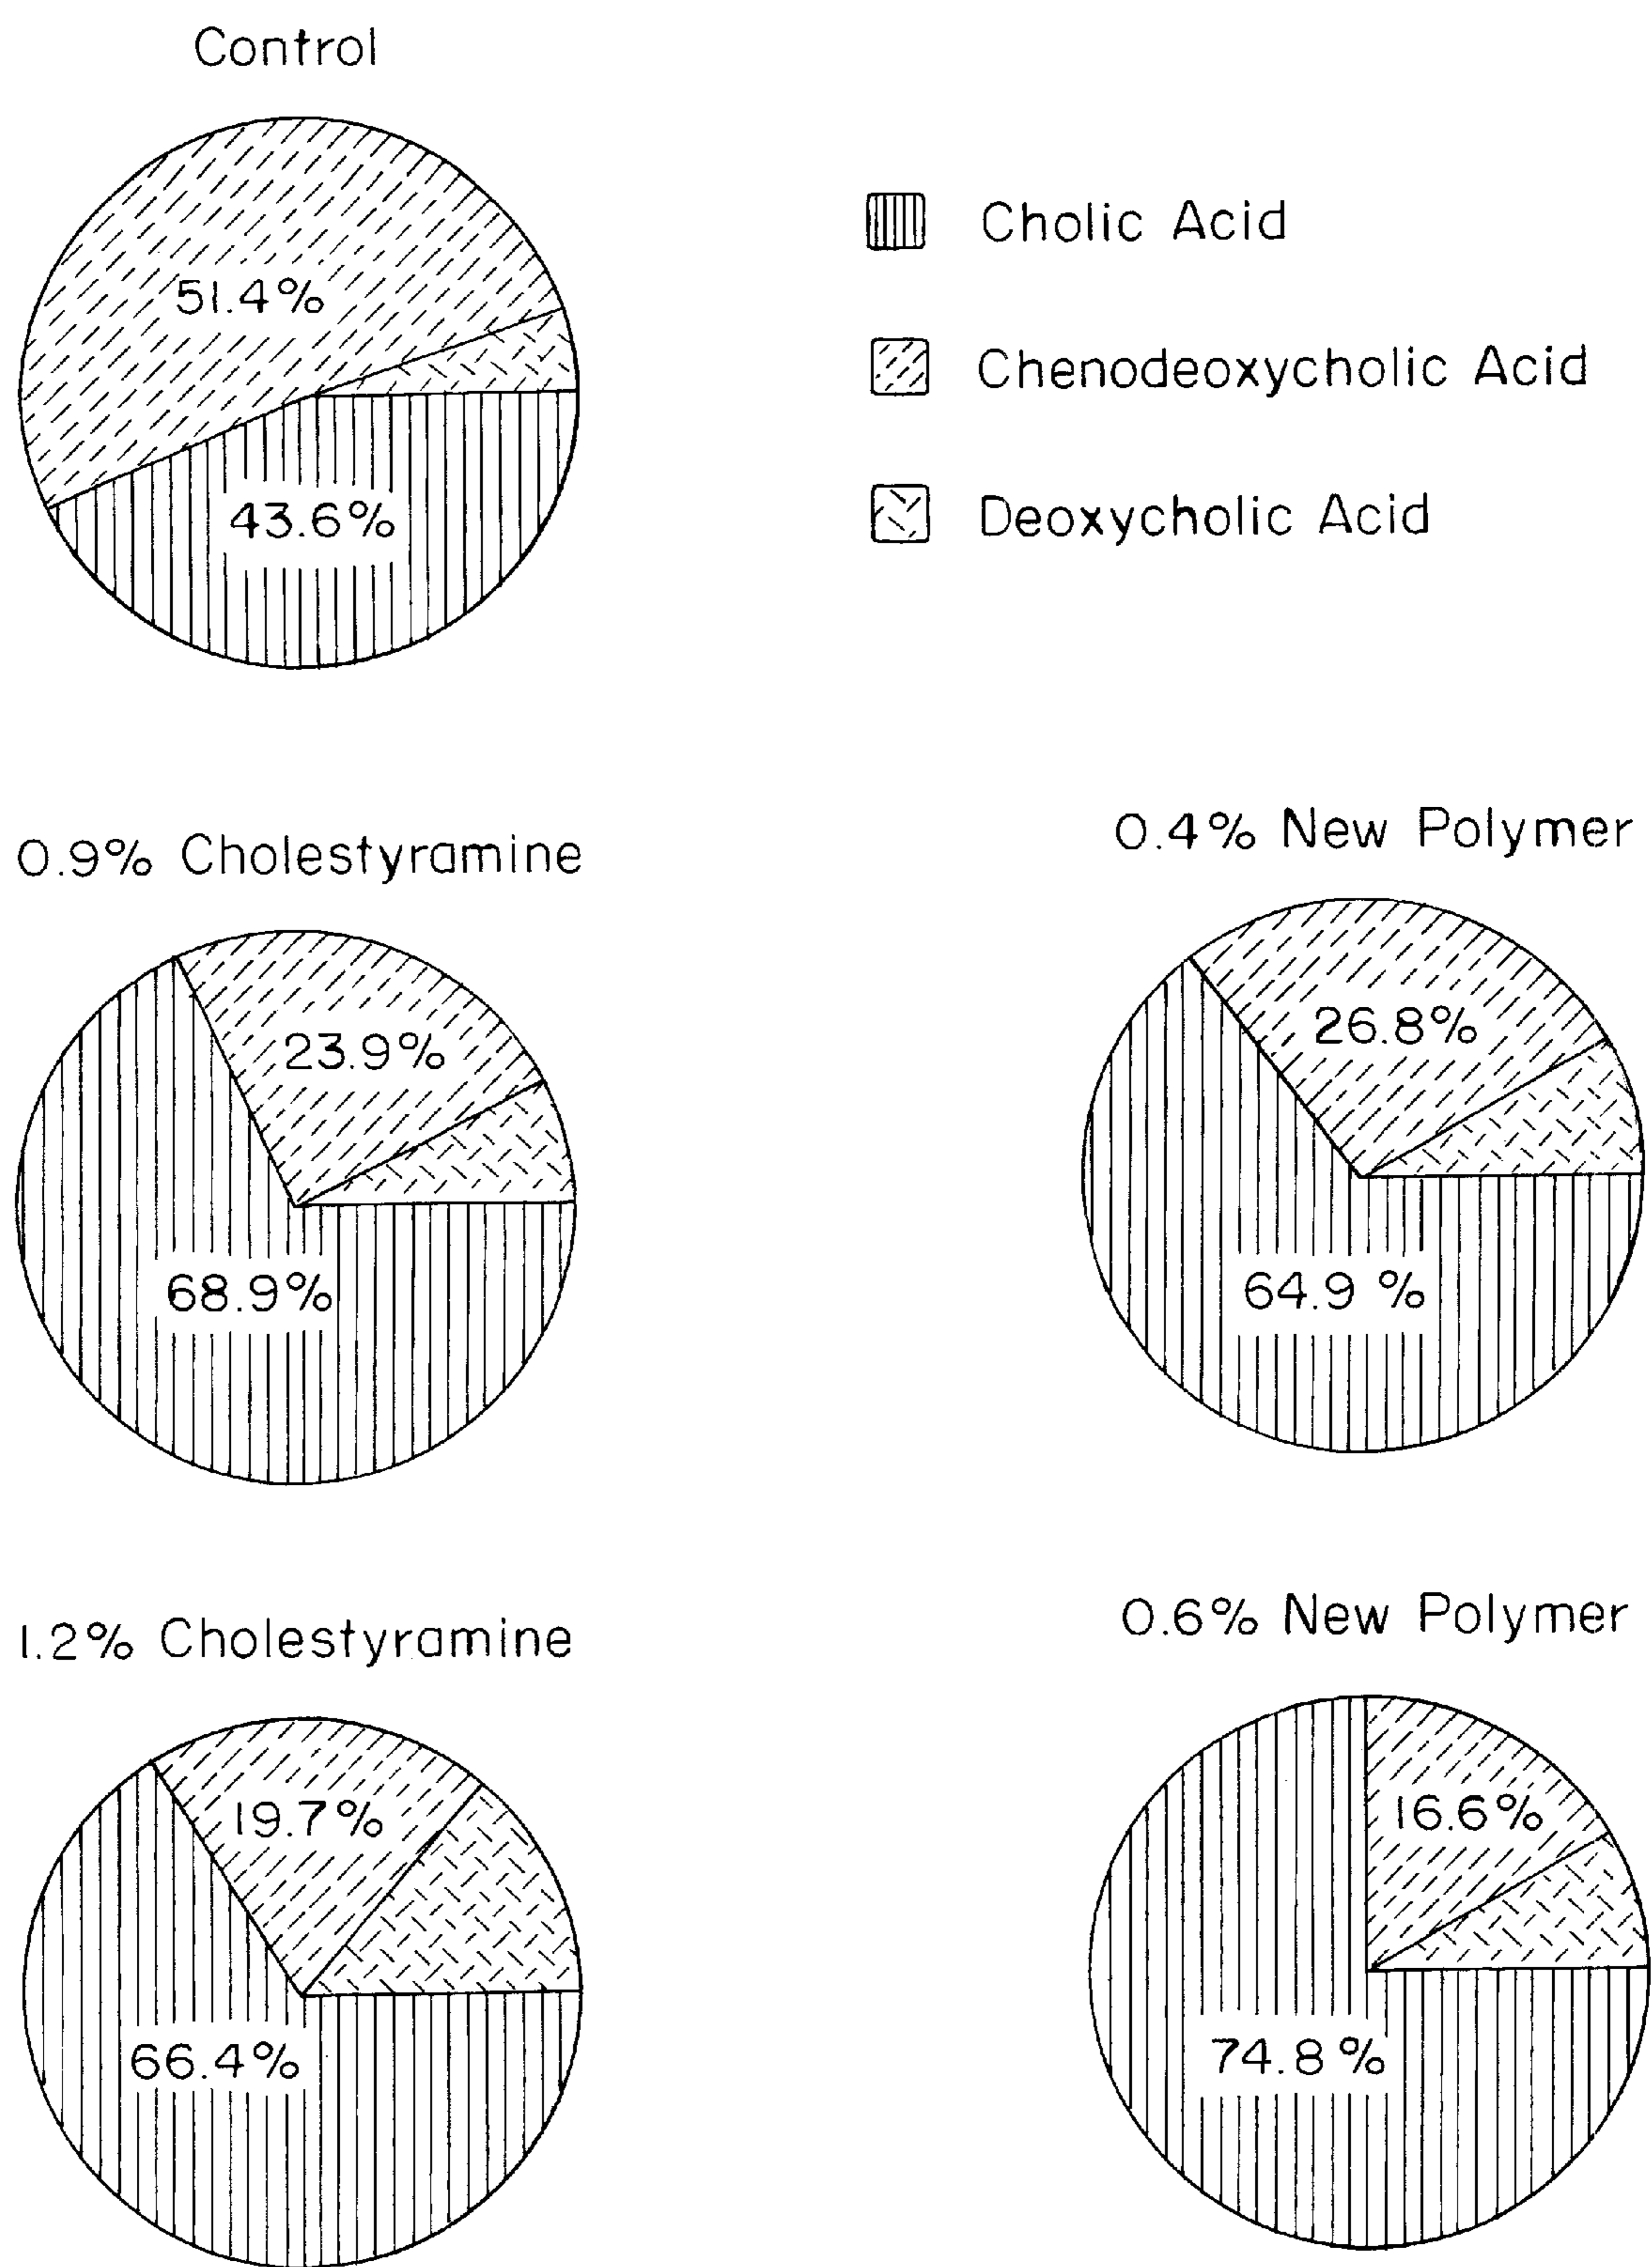 Control
51.4%
43.6%
Cholic Acid
Chenodeoxycholic Acid
Deoxycholic Acid
0.9% Cholestyramine
23.9%
68.9%
0.4% New Polymer
26.8%
64.9 %
1.2% Cholestyramine
19.7%
66.4%
0.6% New Polymer
16.6%
74.8%